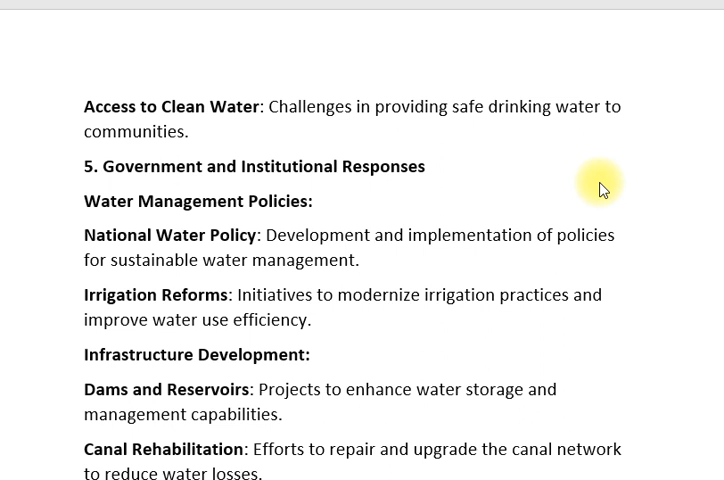 Access to Clean Water: Challenges in providing safe drinking water to
communities.
5. Government and Institutional Responses
Water Management Policies:
National Water Policy: Development and implementation of policies
for sustainable water management.
Irrigation Reforms: Initiatives to modernize irrigation practices and
improve water use efficiency.
Infrastructure Development:
Dams and Reservoirs: Projects to enhance water storage and
management capabilities.
Canal Rehabilitation: Efforts to repair and upgrade the canal network
to reduce water losses.